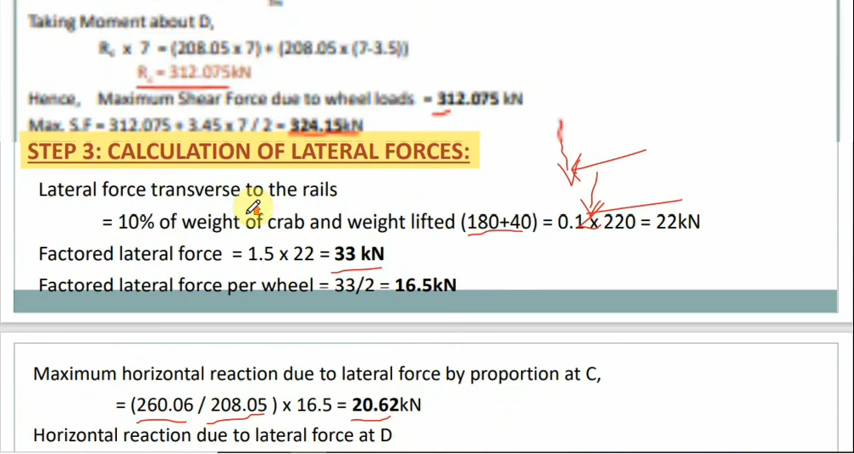 Taking Moment about D,
R꜀ x 7 = (208.05 x 7) + (208.05 x (7-3.5))
R꜀ = 312.075kN
Hence, Maximum Shear Force due to wheel loads = 312.075 kN
Max. S.F = 312.075 + 3.45 x 7 / 2 = 324.15kN
STEP 3: CALCULATION OF LATERAL FORCES:
Lateral force transverse to the rails
= 10% of weight of crab and weight lifted (180+40) = 0.1 x 220 = 22kN
Factored lateral force = 1.5 x 22 = 33 kN
Factored lateral force per wheel = 33/2 = 16.5kN
Maximum horizontal reaction due to lateral force by proportion at C,
= (260.06 / 208.05 ) x 16.5 = 20.62kN
Horizontal reaction due to lateral force at D